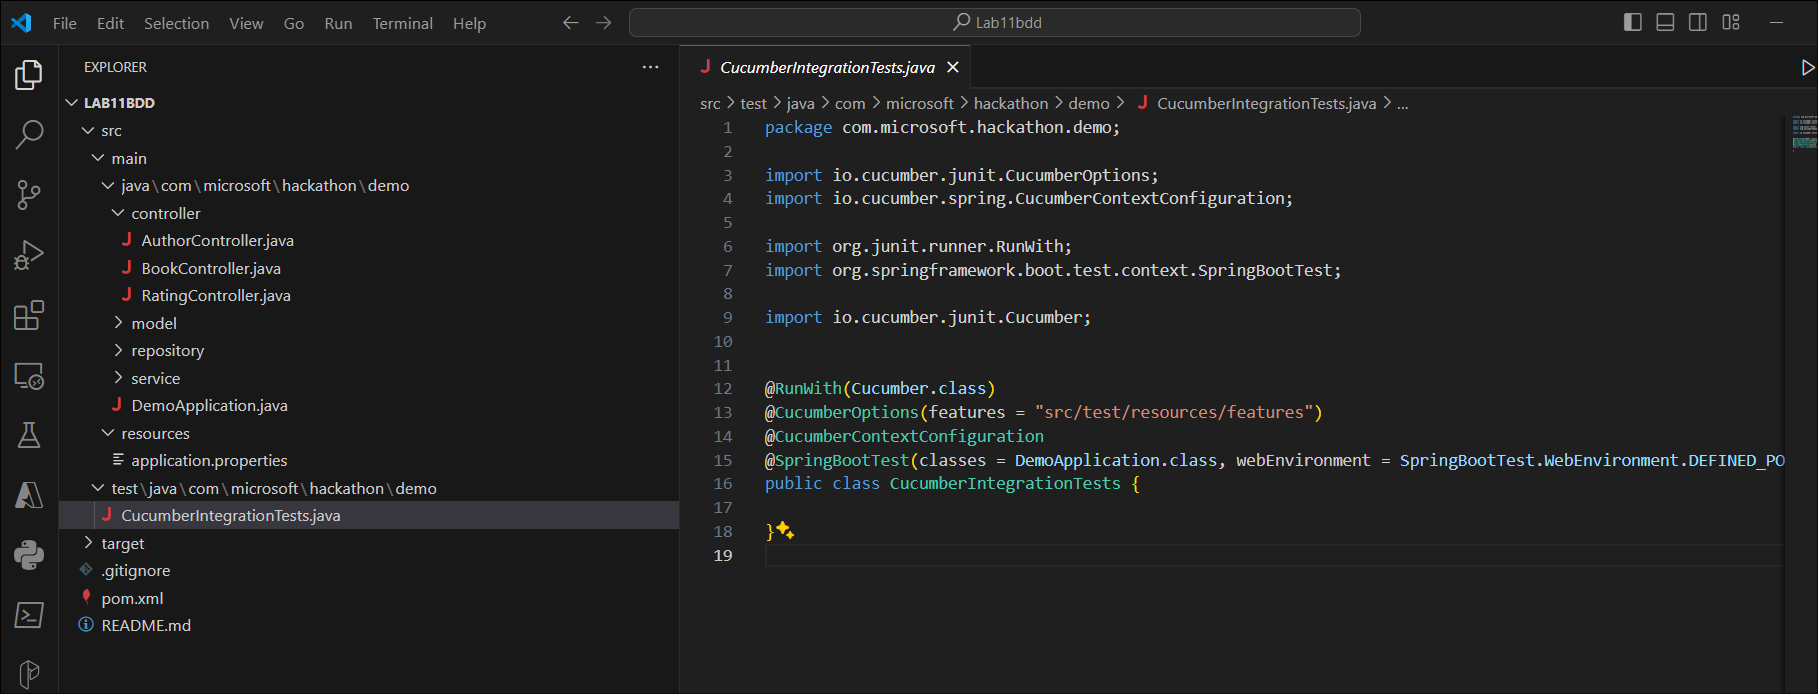 File Edit Selection View Go Run Terminal Help
Lab11bdd
EXPLORER
LAB11BDD
src
main
java\com\microsoft\hackathon\demo
controller
J AuthorController.java
J BookController.java
J RatingController.java
model
repository
service
J DemoApplication.java
resources
application.properties
test\java\com\microsoft\hackathon\demo
J CucumberIntegrationTests.java
target
.gitignore
pom.xml
README.md
J CucumberIntegrationTests.java
src > test > java > com > microsoft > hackathon > demo > J CucumberIntegrationTests.java > ...
1 package com.microsoft.hackathon.demo;
2
3 import io.cucumber.junit.CucumberOptions;
4 import io.cucumber.spring.CucumberContextConfiguration;
5
6 import org.junit.runner.RunWith;
7 import org.springframework.boot.test.context.SpringBootTest;
8
9 import io.cucumber.junit.Cucumber;
10
11
12 @RunWith(Cucumber.class)
13 @CucumberOptions(features = "src/test/resources/features")
14 @CucumberContextConfiguration
15 @SpringBootTest(classes = DemoApplication.class, webEnvironment = SpringBootTest.WebEnvironment.DEFINED_PO
16 public class CucumberIntegrationTests {
17
18 }
19